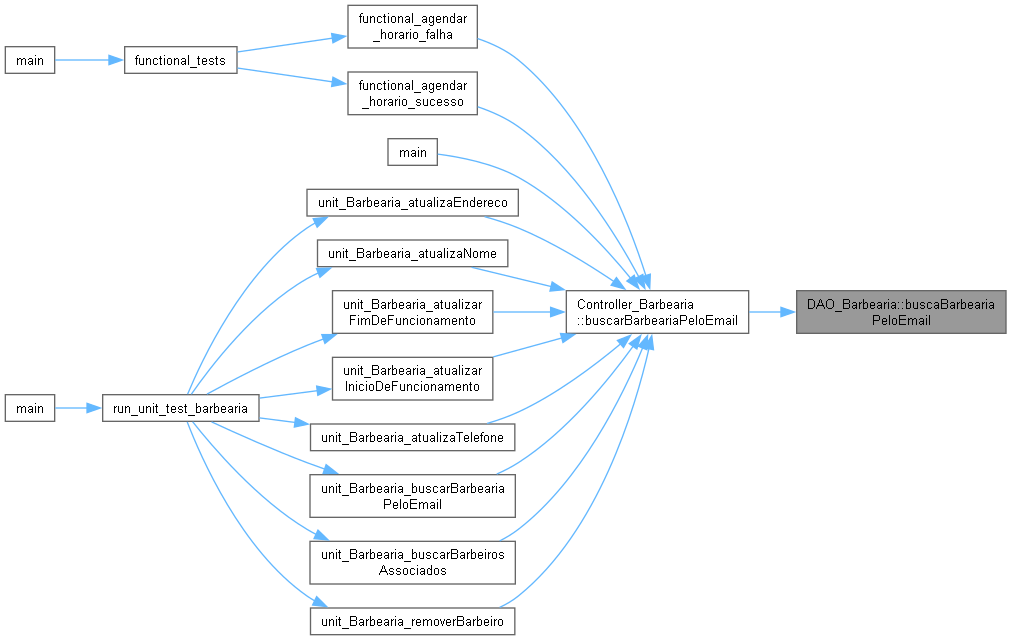 functional_agendar
_horario_falha
main
functional_tests
functional_agendar
_horario_sucesso
main
unit_Barbearia_atualizaEndereco
unit_Barbearia_atualizaNome
unit_Barbearia_atualizar
FimDeFuncionamento
Controller_Barbearia
::buscarBarbeariaPeloEmail
DAO_Barbearia::buscaBarbearia
PeloEmail
unit_Barbearia_atualizar
InicioDeFuncionamento
main
run_unit_test_barbearia
unit_Barbearia_atualizaTelefone
unit_Barbearia_buscarBarbearia
PeloEmail
unit_Barbearia_buscarBarbeiros
Associados
unit_Barbearia_removerBarbeiro